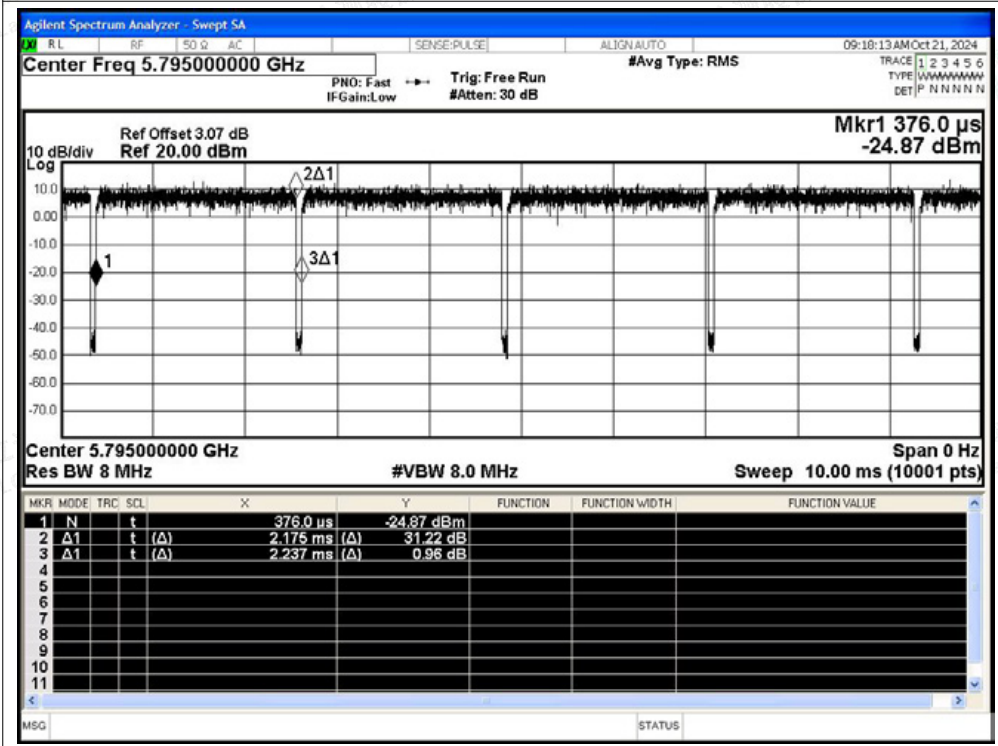 Agilent Spectrum Analyzer - Swept SA
LXI RL RF 50 Ω AC SENSE:PULSE ALIGNAUTO 09:18:13 AM Oct 21, 2024
Center Freq 5.795000000 GHz #Avg Type: RMS TRACE 1 2 3 4 5 6
PNO: Fast Trig: Free Run TYPE WWWWWW
IFGain:Low #Atten: 30 dB DET P N N N N N
Mkr1 376.0 µs
Ref Offset 3.07 dB
10 dB/div Ref 20.00 dBm -24.87 dBm
Log
2Δ1
10.0
0.00
-10.0
1 3Δ1
-20.0
-30.0
-40.0
-50.0
-60.0
-70.0
Center 5.795000000 GHz Span 0 Hz
Res BW 8 MHz #VBW 8.0 MHz Sweep 10.00 ms (10001 pts)
MKR MODE TRC SCL X Y FUNCTION FUNCTION WIDTH FUNCTION VALUE
1 N t 376.0 µs -24.87 dBm
2 Δ1 t (Δ) 2.175 ms (Δ) 31.22 dB
3 Δ1 t (Δ) 2.237 ms (Δ) 0.96 dB
4
5
6
7
8
9
10
11
MSG STATUS